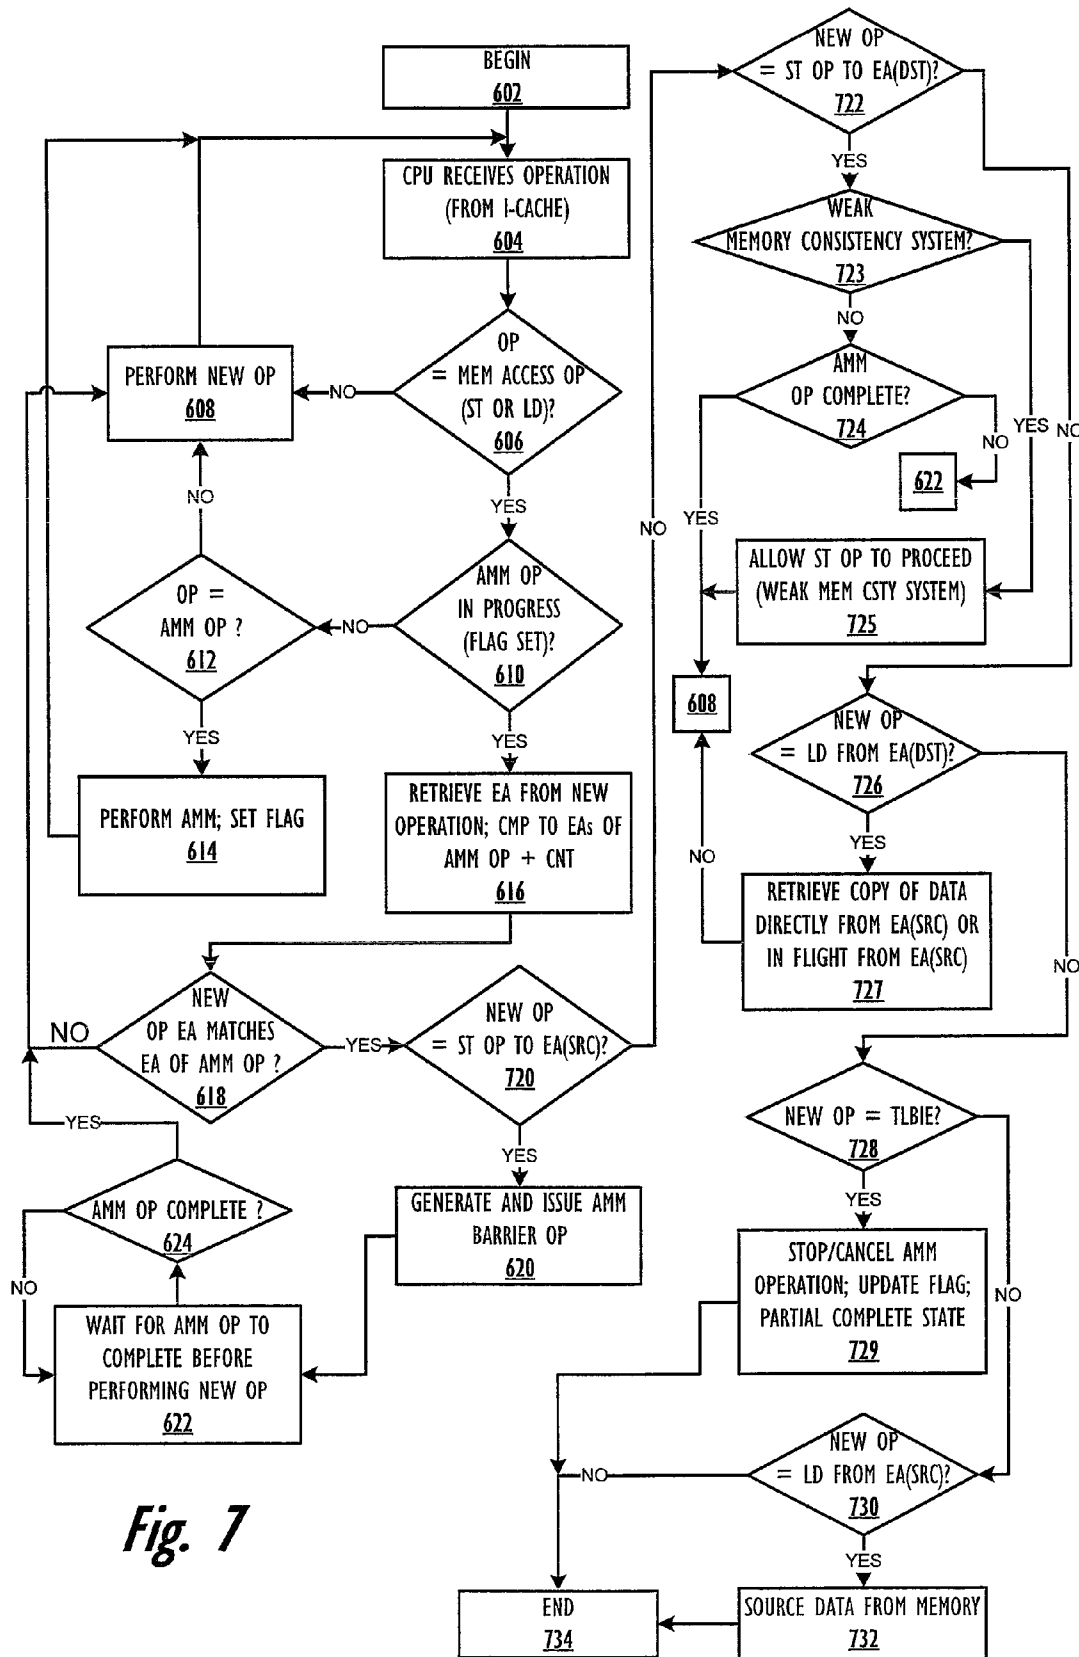 BEGIN
602
CPU RECEIVES OPERATION
(FROM I-CACHE)
604
OP
= MEM ACCESS OP
(ST OR LD)?
606
NO
PERFORM NEW OP
608
YES
AMM OP
IN PROGRESS
(FLAG SET)?
610
NO
OP =
AMM OP ?
612
NO
YES
PERFORM AMM; SET FLAG
614
YES
RETRIEVE EA FROM NEW
OPERATION; CMP TO EAs OF
AMM OP + CNT
616
NEW
OP EA MATCHES
EA OF AMM OP ?
618
NO
YES
NEW OP
= ST OP TO EA(SRC)?
720
NO
YES
GENERATE AND ISSUE AMM
BARRIER OP
620
WAIT FOR AMM OP TO
COMPLETE BEFORE
PERFORMING NEW OP
622
AMM OP COMPLETE ?
624
YES
NO
NEW OP
= ST OP TO EA(DST)?
722
YES
NO
WEAK
MEMORY CONSISTENCY SYSTEM?
723
NO
YES
AMM
OP COMPLETE?
724
NO
622
YES
ALLOW ST OP TO PROCEED
(WEAK MEM CSTY SYSTEM)
725
608
NEW OP
= LD FROM EA(DST)?
726
YES
NO
RETRIEVE COPY OF DATA
DIRECTLY FROM EA(SRC) OR
IN FLIGHT FROM EA(SRC)
727
NO
NEW OP = TLBIE?
728
YES
NO
STOP/CANCEL AMM
OPERATION; UPDATE FLAG;
PARTIAL COMPLETE STATE
729
NEW OP
= LD FROM EA(SRC)?
730
NO
YES
SOURCE DATA FROM MEMORY
732
END
734
Fig. 7